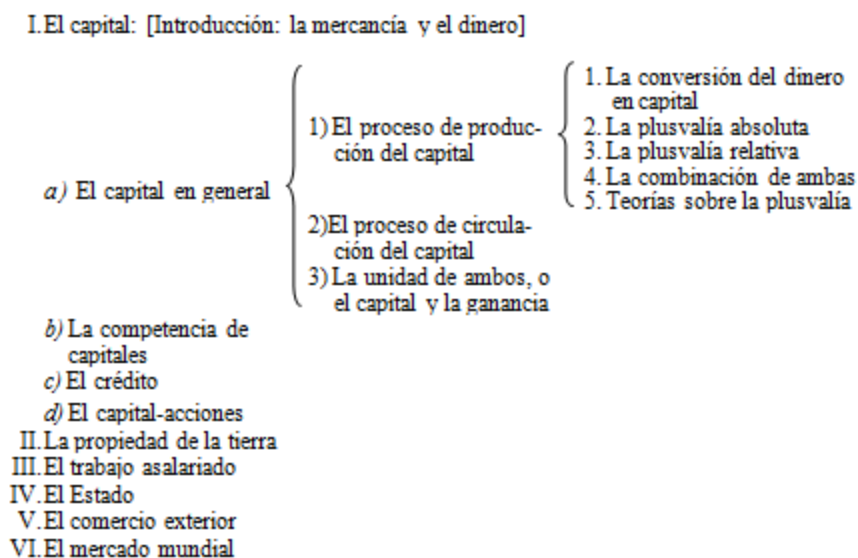 I. El capital: [Introducción: la mercancía y el dinero]
a) El capital en general
1) El proceso de produc-
ción del capital
1. La conversión del dinero
en capital
2. La plusvalía absoluta
3. La plusvalía relativa
4. La combinación de ambas
5. Teorías sobre la plusvalía
2)El proceso de circula-
ción del capital
3) La unidad de ambos, o
el capital y la ganancia
b) La competencia de
capitales
c) El crédito
d) El capital-acciones
II. La propiedad de la tierra
III. El trabajo asalariado
IV. El Estado
V. El comercio exterior
VI. El mercado mundial